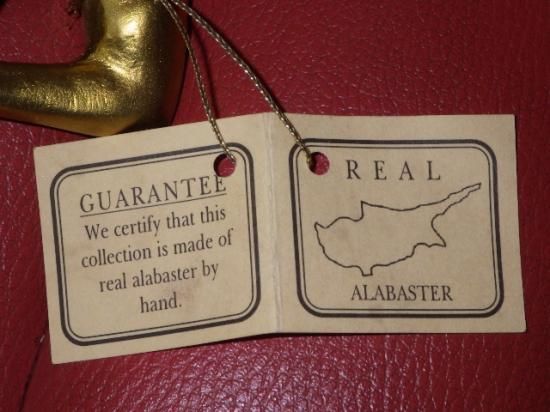 GUARANTEE
We certify that this
collection is made of
real alabaster by
hand.
REAL
ALABASTER